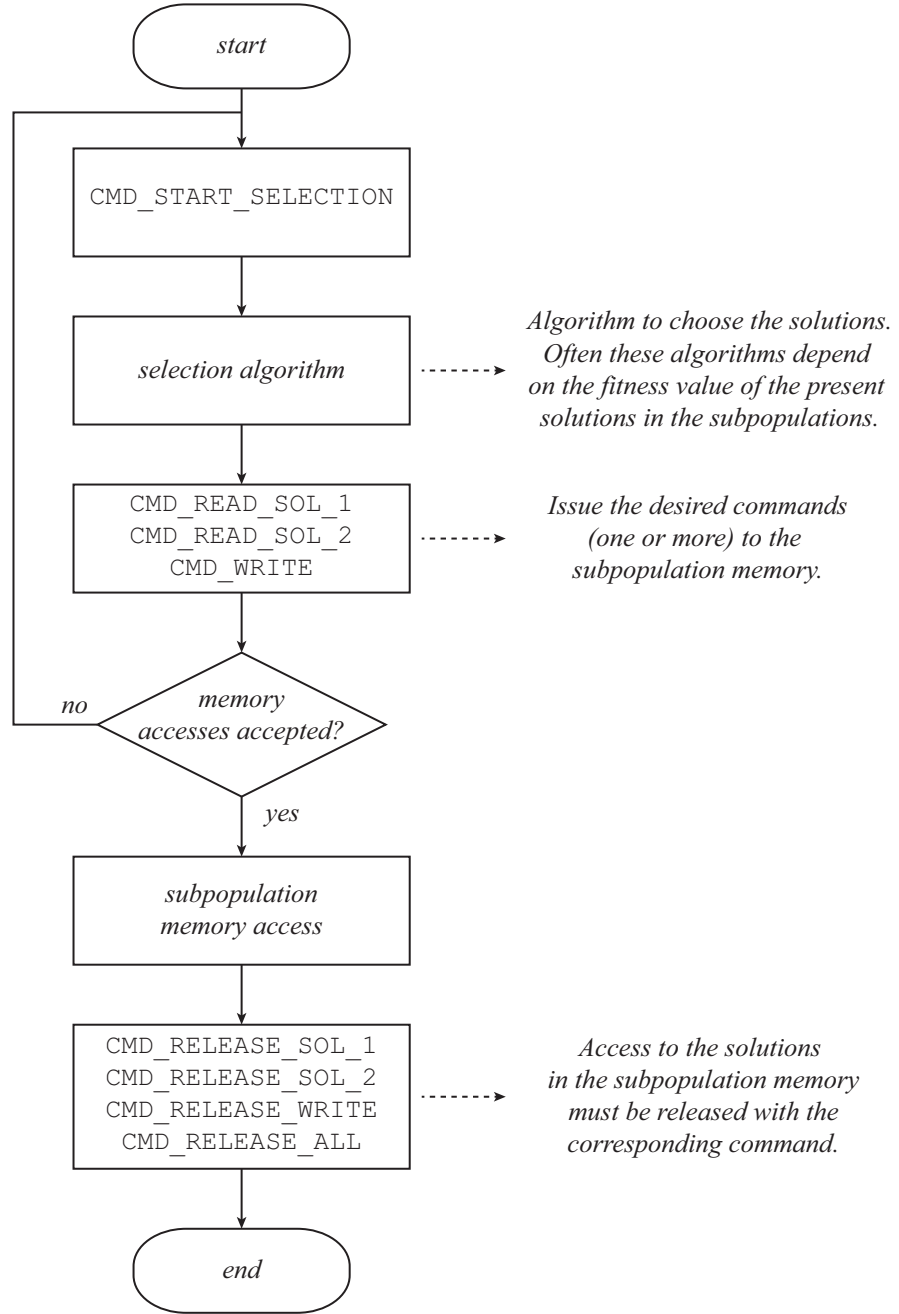 start
CMD_START_SELECTION
selection algorithm
Algorithm to choose the solutions.
Often these algorithms depend
on the fitness value of the present
solutions in the subpopulations.
CMD_READ_SOL_1
CMD_READ_SOL_2
CMD_WRITE
Issue the desired commands
(one or more) to the
subpopulation memory.
memory
accesses accepted?
no
yes
subpopulation
memory access
CMD_RELEASE_SOL_1
CMD_RELEASE_SOL_2
CMD_RELEASE_WRITE
CMD_RELEASE_ALL
Access to the solutions
in the subpopulation memory
must be released with the
corresponding command.
end